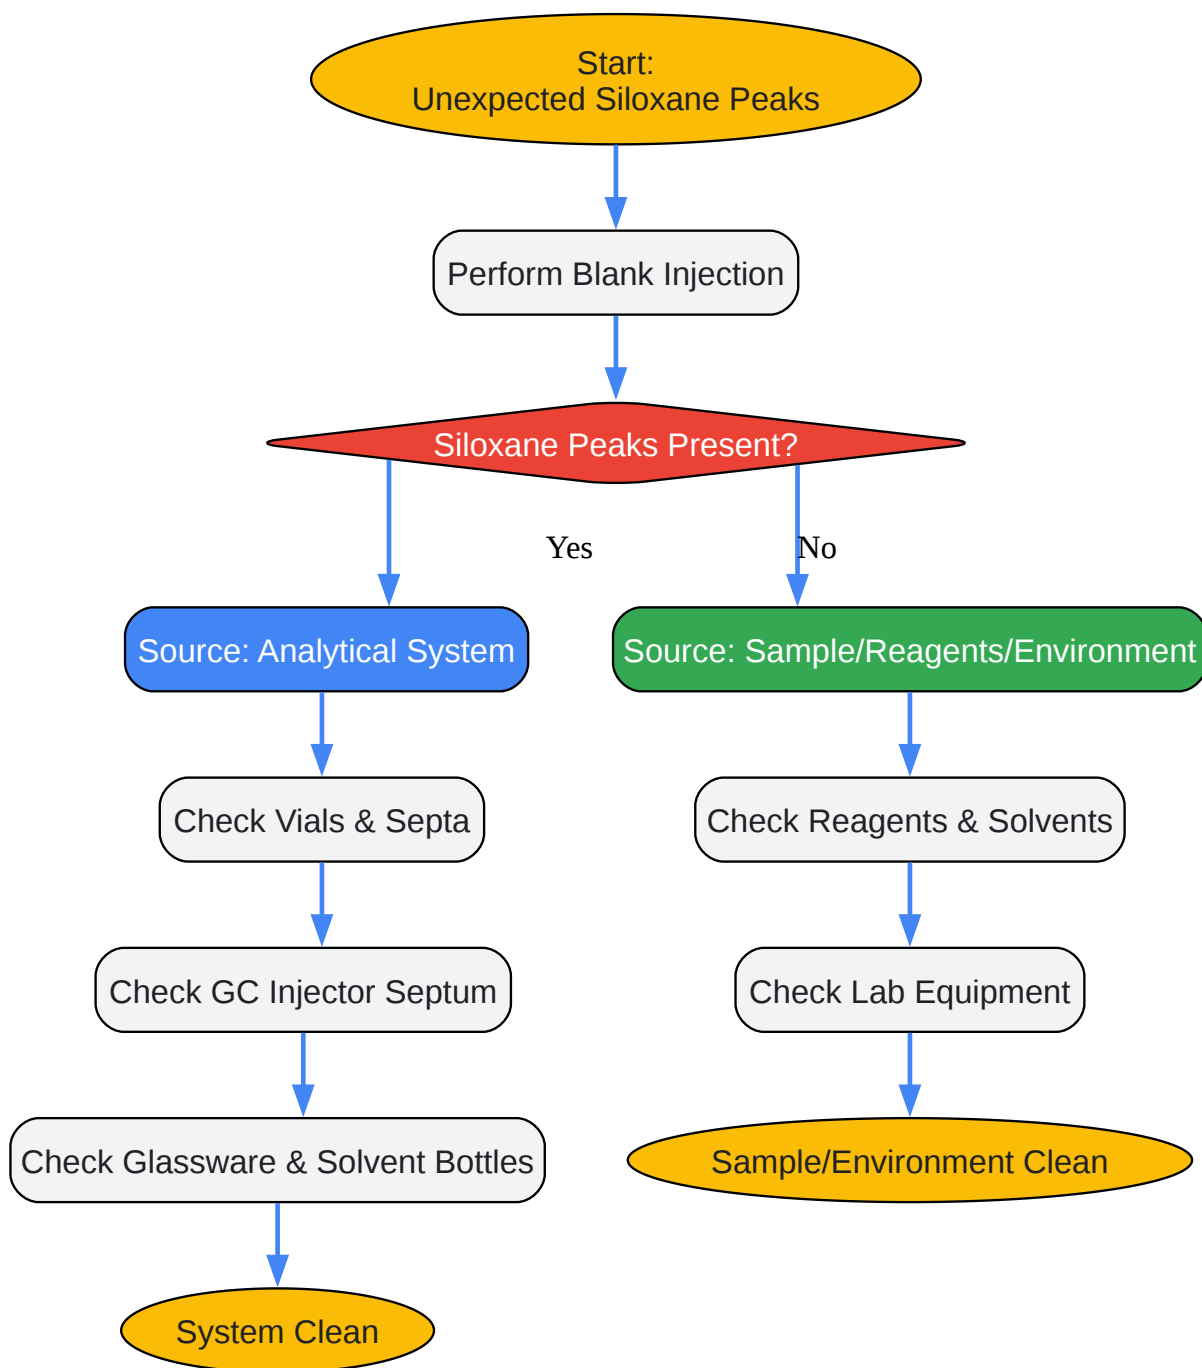 Start:
Unexpected Siloxane Peaks
Perform Blank Injection
Siloxane Peaks Present?
Yes
No
Source: Analytical System
Source: Sample/Reagents/Environment
Check Vials & Septa
Check Reagents & Solvents
Check GC Injector Septum
Check Lab Equipment
Check Glassware & Solvent Bottles
Sample/Environment Clean
System Clean